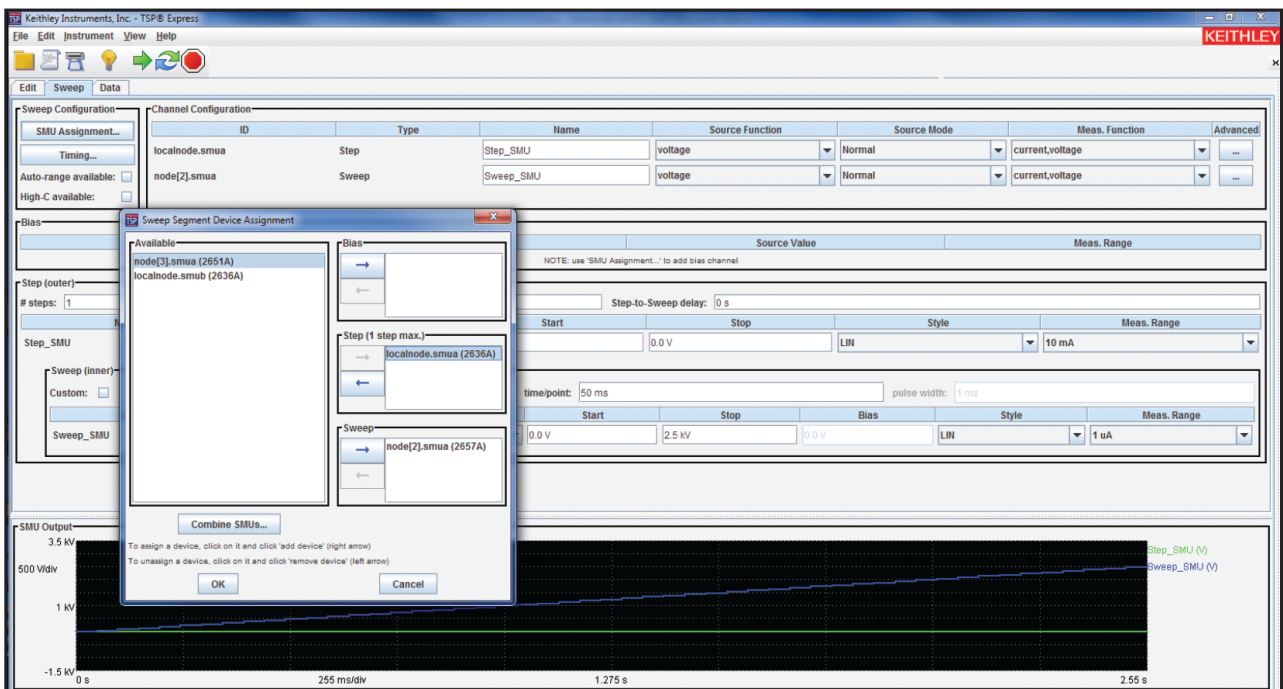 Keithley Instruments, Inc. - TSP® Express
File Edit Instrument View Help
KEITHLEY
Edit Sweep Data
Sweep Configuration
SMU Assignment...
Timing...
Auto-range available:
High-C available:
Channel Configuration
ID Type Name Source Function Source Mode Meas. Function Advanced
localnode.smua Step Step_SMU voltage Normal current,voltage ...
node[2].smua Sweep Sweep_SMU voltage Normal current,voltage ...
Bias
Source Value Meas. Range
NOTE: use 'SMU Assignment...' to add bias channel
Step (outer)
# steps: 1 Step-to-Sweep delay: 0 s
Start Stop Style Meas. Range
Step_SMU 0.0 V LIN 10 mA
Sweep (inner)
Custom: time/point: 50 ms pulse width: 1 ms
Start Stop Bias Style Meas. Range
Sweep_SMU 0.0 V 2.5 kV 0.0 V LIN 1 uA
Sweep Segment Device Assignment
Available
node[3].smua (2651A)
localnode.smub (2636A)
Bias
Step (1 step max.)
localnode.smua (2636A)
Sweep
node[2].smua (2657A)
Combine SMUs...
To assign a device, click on it and click 'add device' (right arrow)
To unassign a device, click on it and click 'remove device' (left arrow)
OK Cancel
SMU Output
3.5 kV
500 V/div
1 kV
-1.5 kV
0 s 255 ms/div 1.275 s 2.55 s
Step_SMU (V)
Sweep_SMU (V)